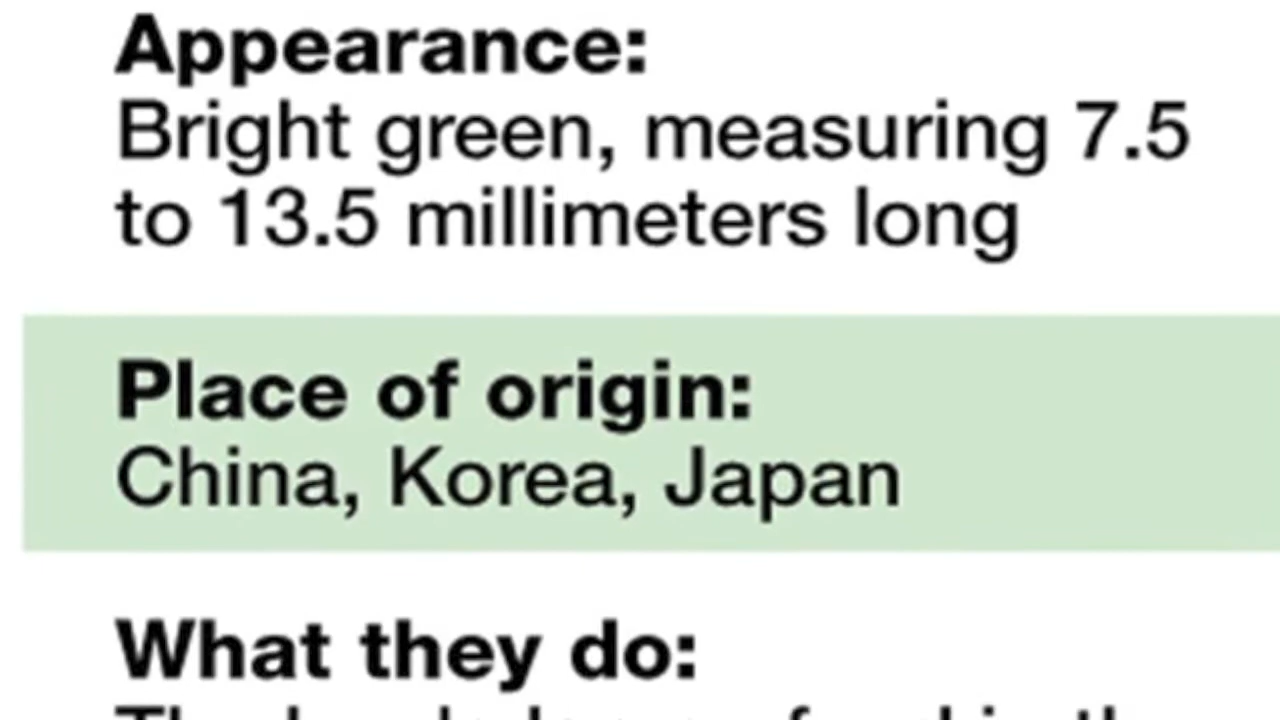 Appearance:
Bright green, measuring 7.5
to 13.5 millimeters long
Place of origin:
China, Korea, Japan
What they do: